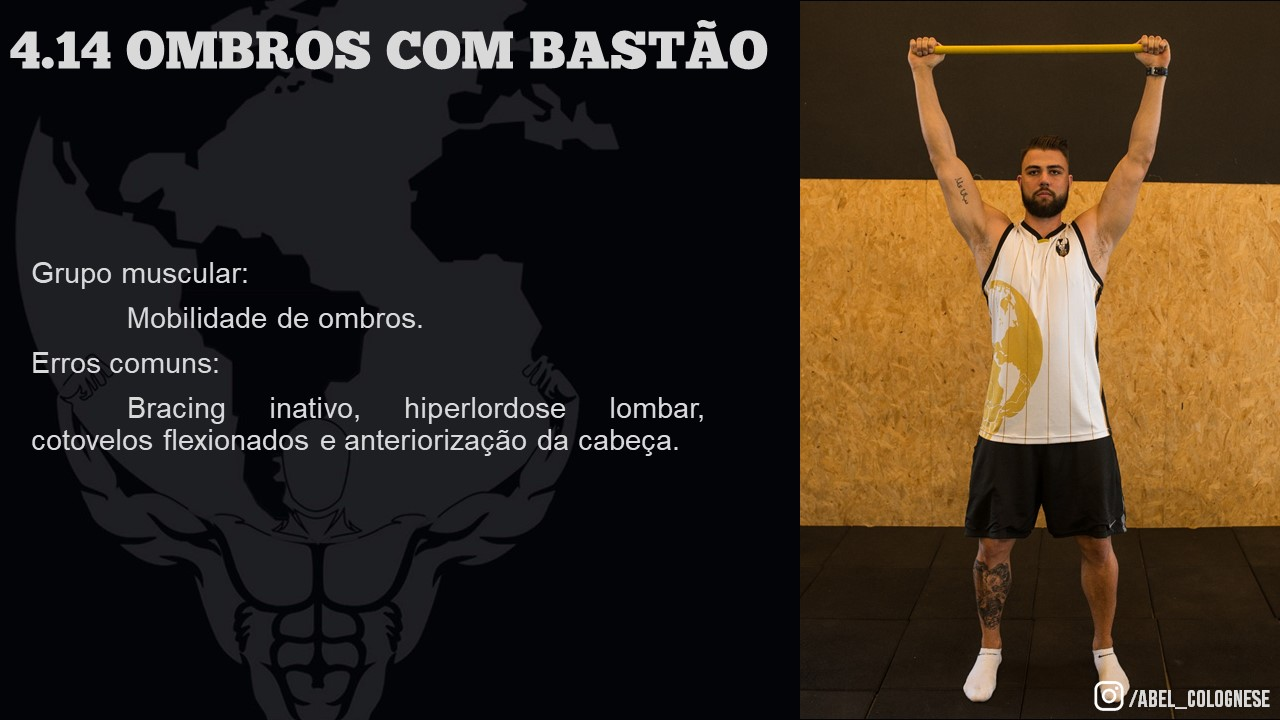 4.14 OMBROS COM BASTÃO
Grupo muscular:
Mobilidade de ombros.
Erros comuns:
Bracing inativo, hiperlordose lombar,
cotovelos flexionados e anteriorização da cabeça.
/ABEL_COLOGNESE